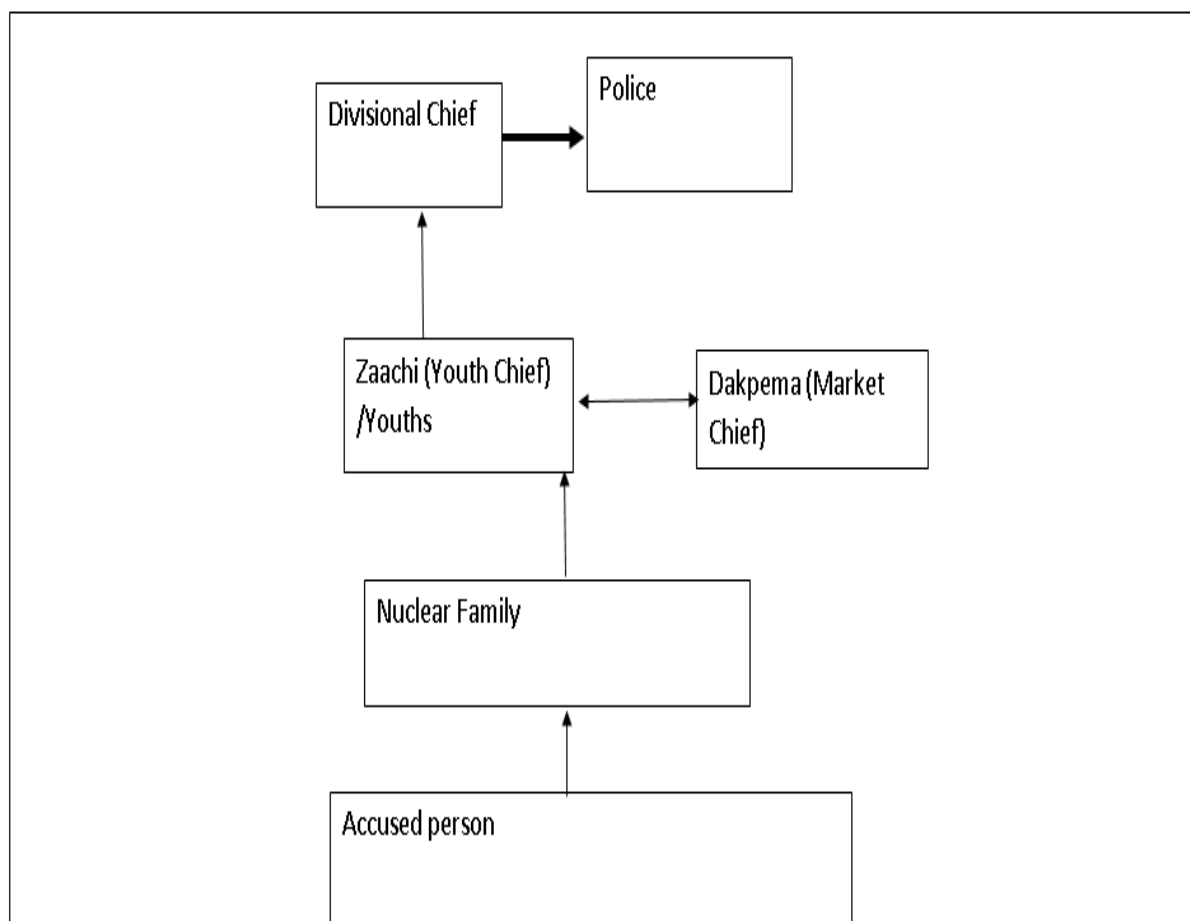 Divisional Chief
Police
Zaachi (Youth Chief)
/Youths
Dakpema (Market
Chief)
Nuclear Family
Accused person